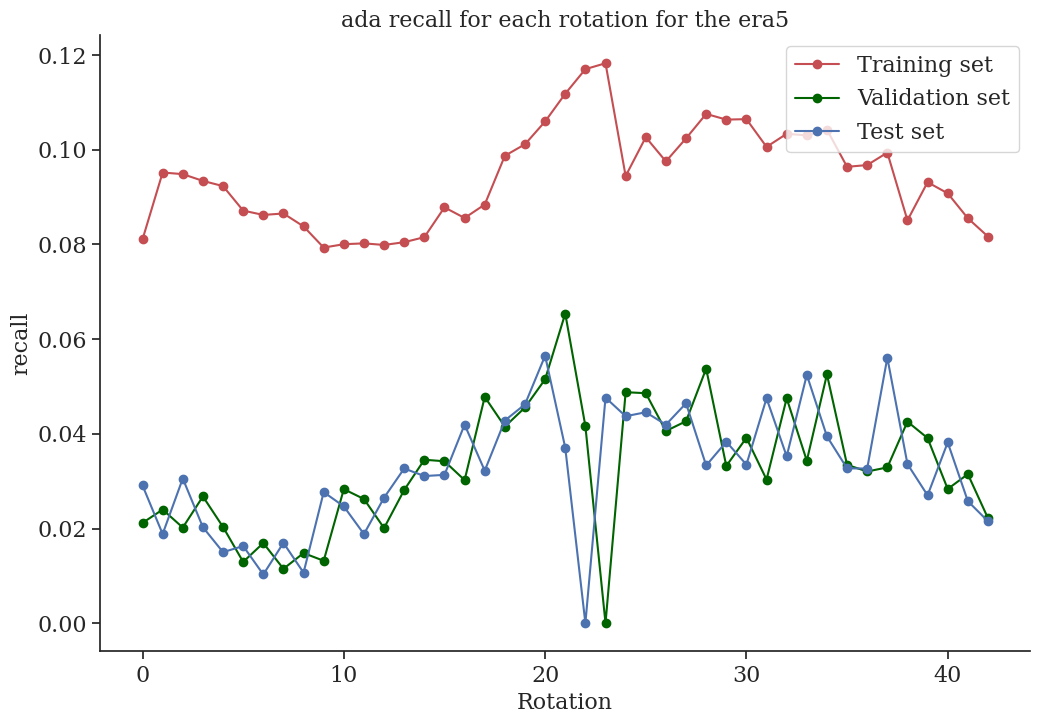 ada recall for each rotation for the era5
Training set
Validation set
Test set
recall
0.12
0.10
0.08
0.06
0.04
0.02
0.00
0 10 20 30 40
Rotation